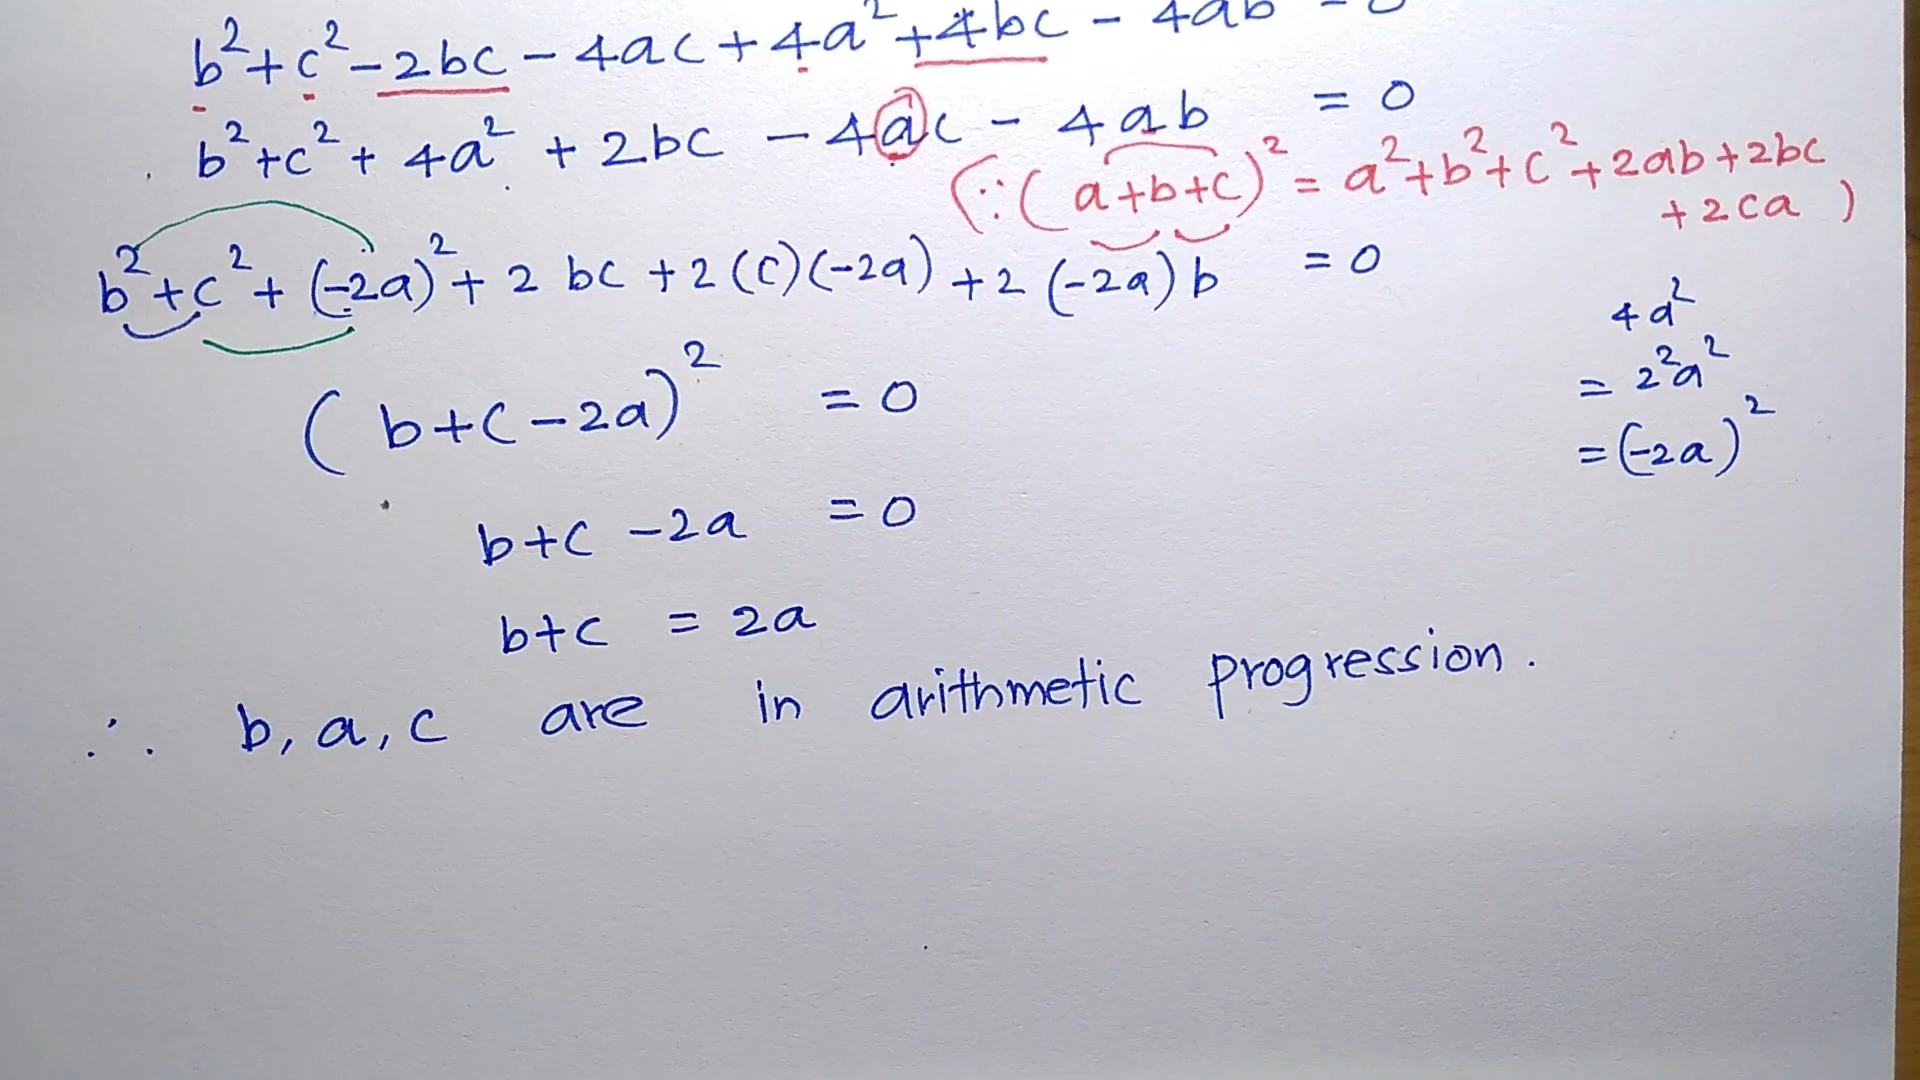 b²+c²-2bc-4ac+4a²+4bc-4ab = 0
b²+c²+4a²+2bc-4ac-4ab = 0
(∵(a+b+c)² = a²+b²+c²+2ab+2bc
+2ca)
b²+c²+(-2a)²+2bc+2(c)(-2a)+2(-2a)b = 0
4a²
= 2²a²
= (-2a)²
(b+c-2a)² = 0
b+c-2a = 0
b+c = 2a
∴ b, a, c are in arithmetic progression.